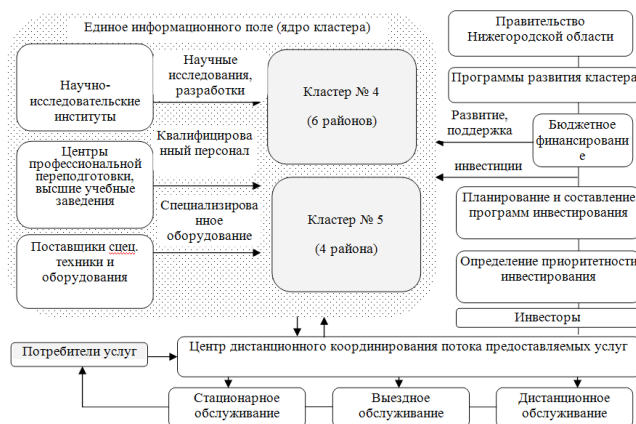 Единое информационного поле (ядро кластера)
Научно-
исследовательские
институты
Научные
исследования,
разработки
Кластер № 4
(6 районов)
Центры
профессиональной
переподготовки,
высшие учебные
заведения
Квалифициров
анный персонал
Специализирова
нное
оборудование
Кластер № 5
(4 района)
Поставщики спец.
техники и
оборудования
Правительство
Нижегородской области
Программы развития кластера
Развитие,
поддержка
Бюджетное
финансировани
е
инвестиции
Планирование и составление
программ инвестирования
Определение приоритетности
инвестирования
Инвесторы
Центр дистанционного координирования потока предоставляемых услуг
Потребители услуг
Стационарное
обслуживание
Выездное
обслуживание
Дистанционное
обслуживание